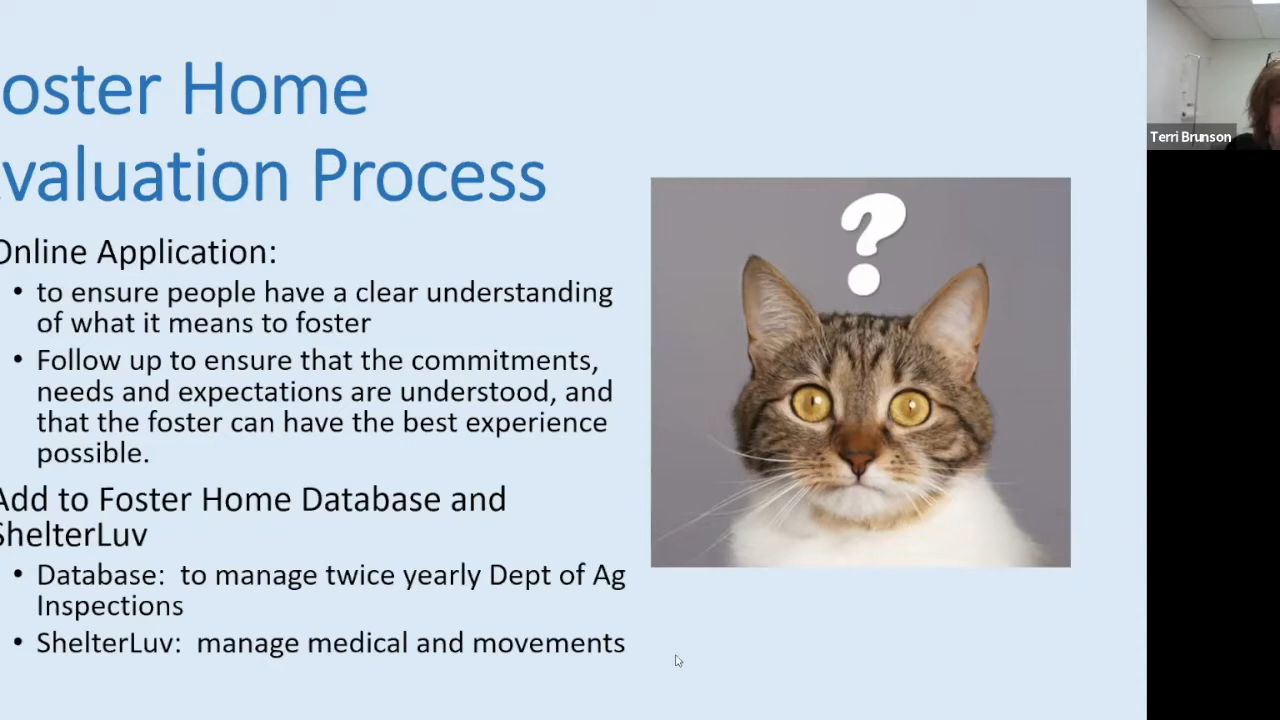 oster Home
valuation Process
Online Application:
• to ensure people have a clear understanding
of what it means to foster
• Follow up to ensure that the commitments,
needs and expectations are understood, and
that the foster can have the best experience
possible.
Add to Foster Home Database and
ShelterLuv
• Database: to manage twice yearly Dept of Ag
Inspections
• ShelterLuv: manage medical and movements
?
Terri Brunson